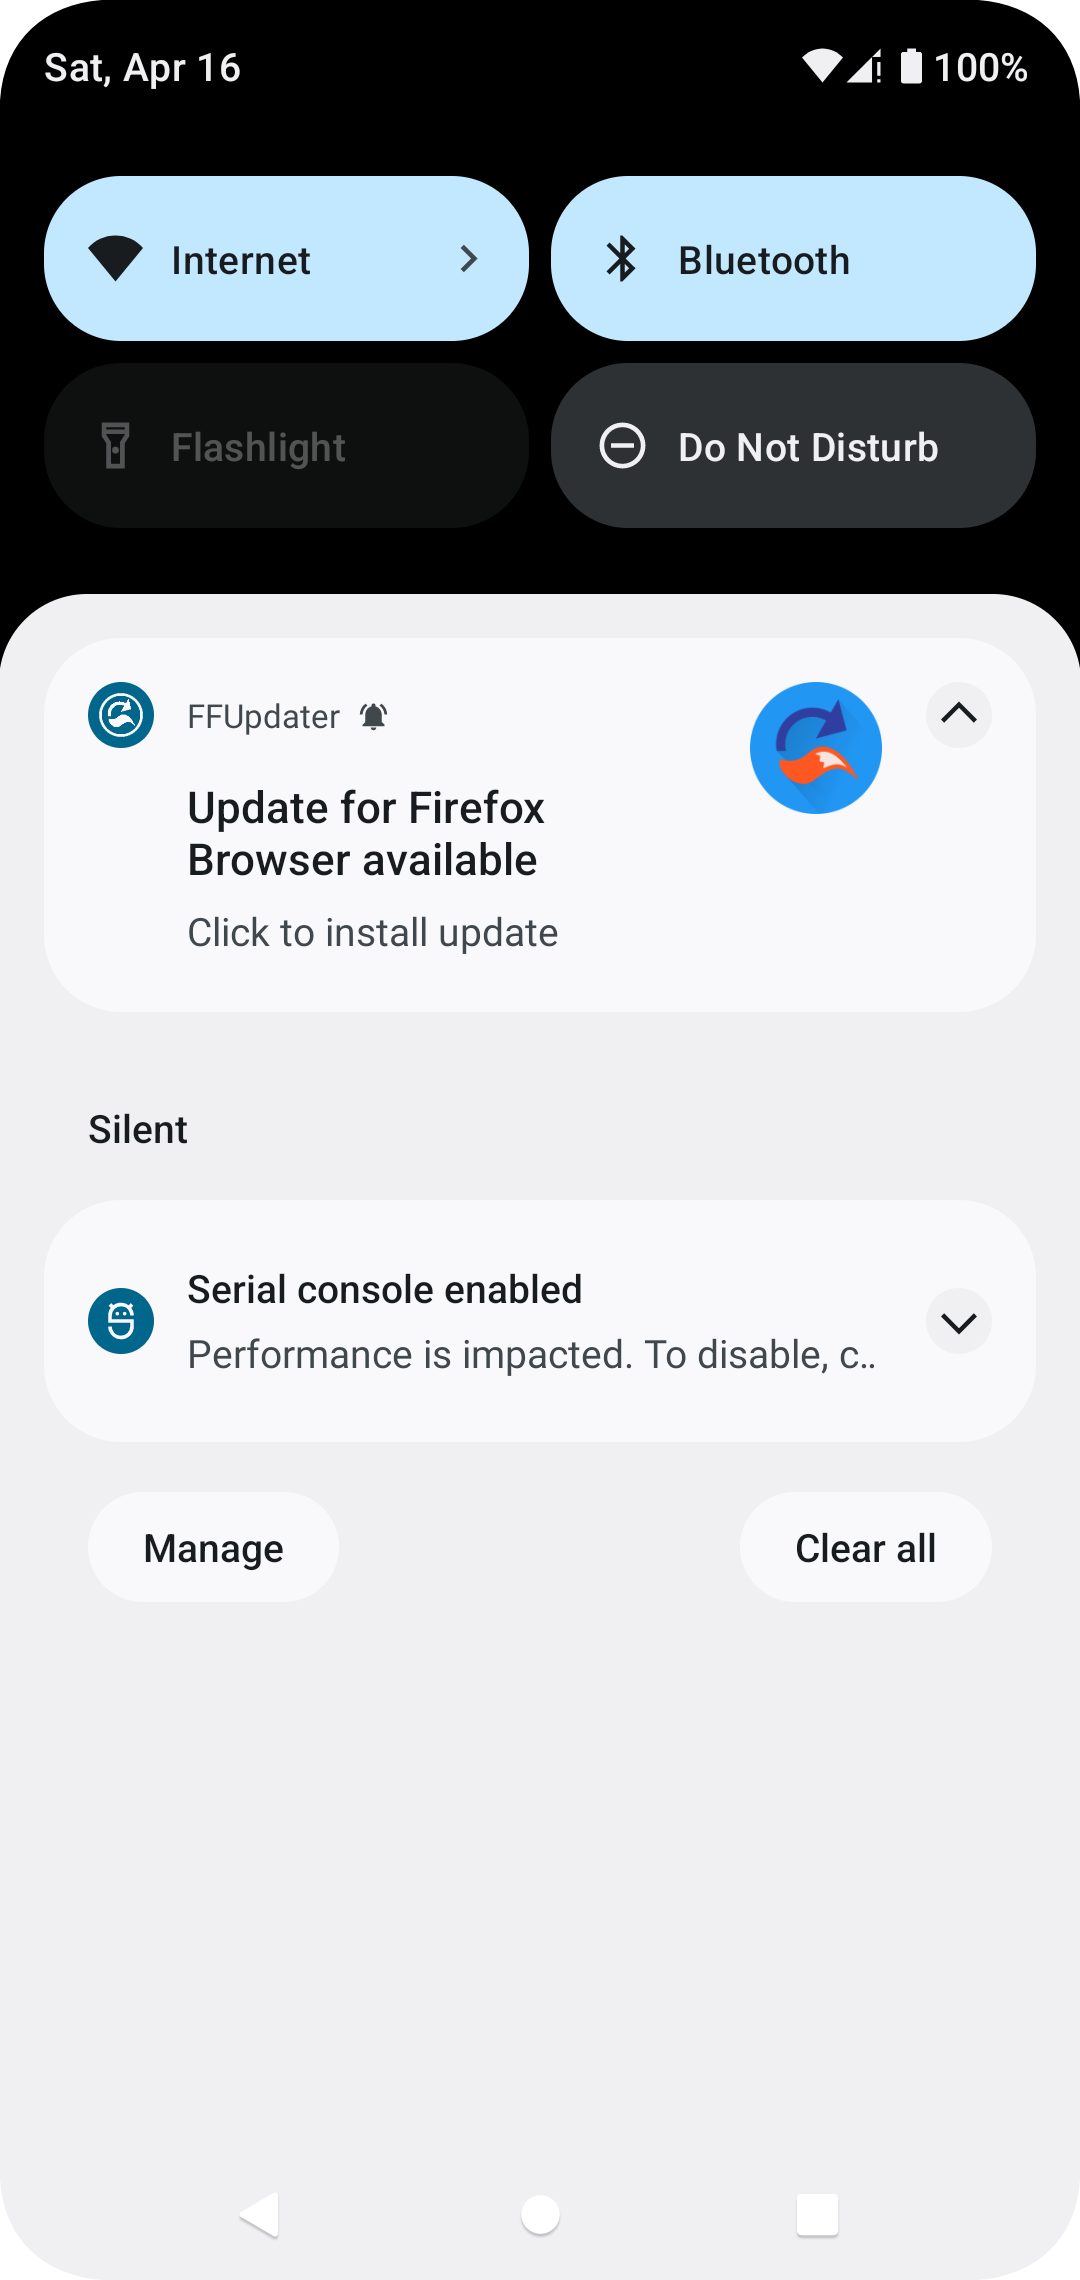 Sat, Apr 16
100%
Internet
Bluetooth
Flashlight
Do Not Disturb
FFUpdater
Update for Firefox
Browser available
Click to install update
Silent
Serial console enabled
Performance is impacted. To disable, c..
Manage
Clear all